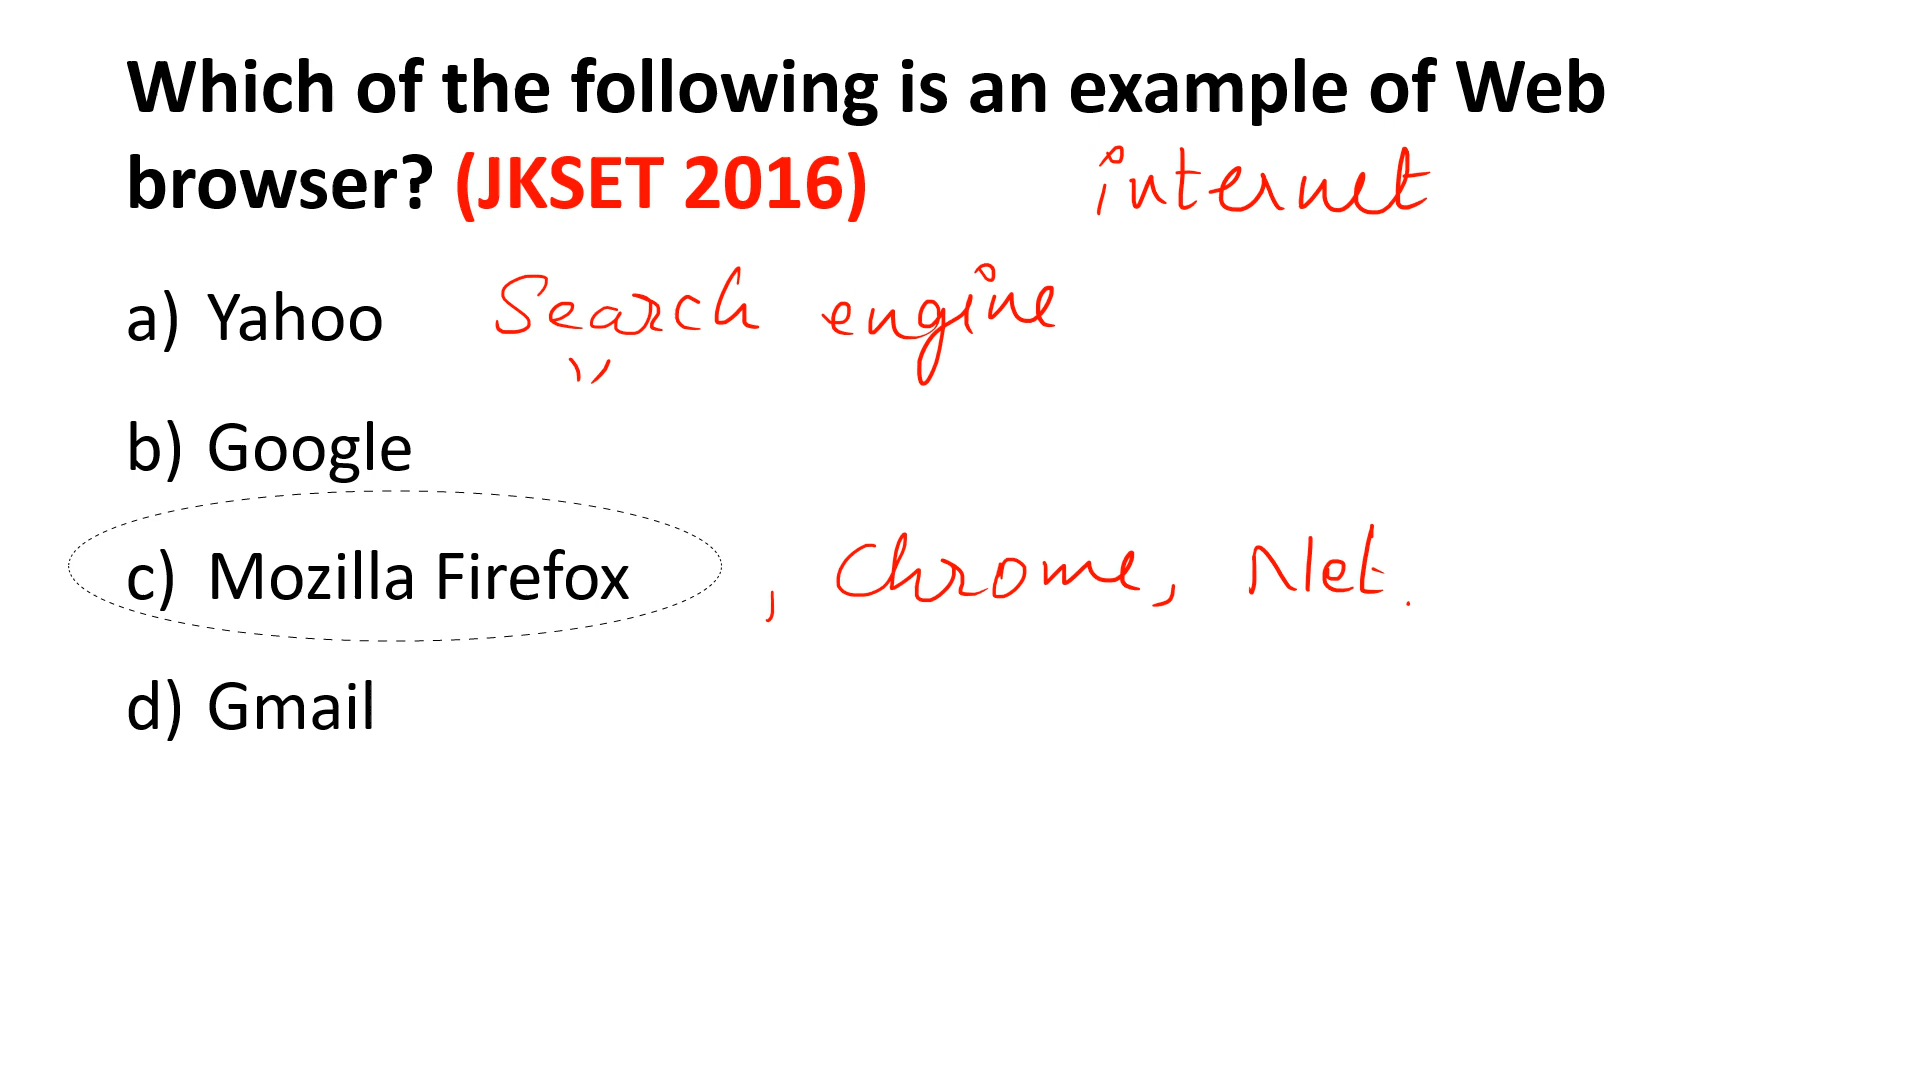 Which of the following is an example of Web
browser? (JKSET 2016) internet
a) Yahoo Search engine
〃
b) Google
c) Mozilla Firefox , Chrome, Net.
d) Gmail